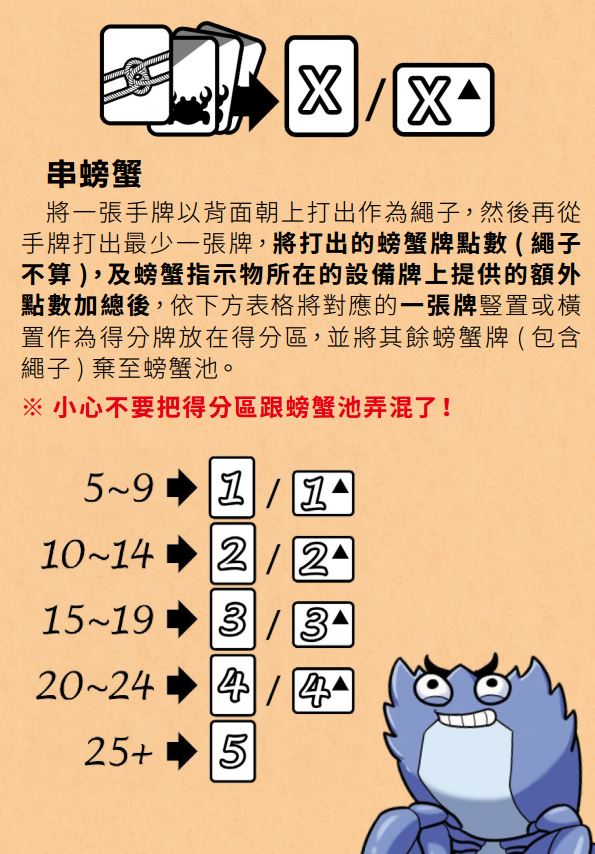 X / X▲
串螃蟹
將一張手牌以背面朝上打出作為繩子，然後再從
手牌打出最少一張牌，將打出的螃蟹牌點數 ( 繩子
不算 )，及螃蟹指示物所在的設備牌上提供的額外
點數加總後，依下方表格將對應的一張牌豎置或橫
置作為得分牌放在得分區，並將其餘螃蟹牌 ( 包含
繩子 ) 棄至螃蟹池。
※ 小心不要把得分區跟螃蟹池弄混了！
5~9 ➡ 1 / 1▲
10~14 ➡ 2 / 2▲
15~19 ➡ 3 / 3▲
20~24 ➡ 4 / 4▲
25+ ➡ 5